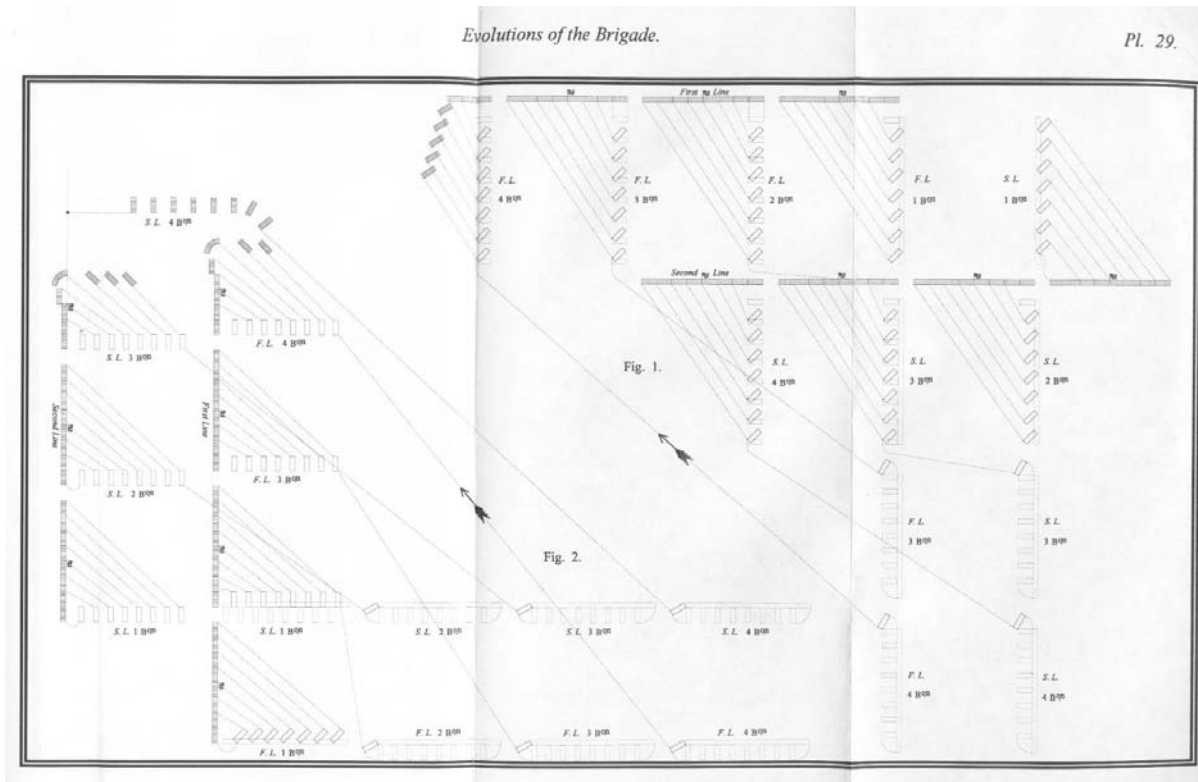 Evolutions of the Brigade.
Pl. 29.
First Line
F. L.
4 Bᵒⁿ
F. L.
3 Bᵒⁿ
F. L.
2 Bᵒⁿ
F. L.
1 Bᵒⁿ
S. L.
1 Bᵒⁿ
S. L. 4 Bᵒⁿ
Second Line
S. L. 3 Bᵒⁿ
F. L. 4 Bᵒⁿ
Fig. 1.
S. L.
4 Bᵒⁿ
S. L.
3 Bᵒⁿ
S. L.
2 Bᵒⁿ
Second Line
First Line
S. L. 2 Bᵒⁿ
F. L. 3 Bᵒⁿ
F. L.
3 Bᵒⁿ
S. L.
3 Bᵒⁿ
Fig. 2.
S. L. 1 Bᵒⁿ
S. L. 1 Bᵒⁿ
S. L. 2 Bᵒⁿ
S. L. 3 Bᵒⁿ
S. L. 4 Bᵒⁿ
F. L.
4 Bᵒⁿ
S. L.
4 Bᵒⁿ
F. L. 1 Bᵒⁿ
F. L. 2 Bᵒⁿ
F. L. 3 Bᵒⁿ
F. L. 4 Bᵒⁿ